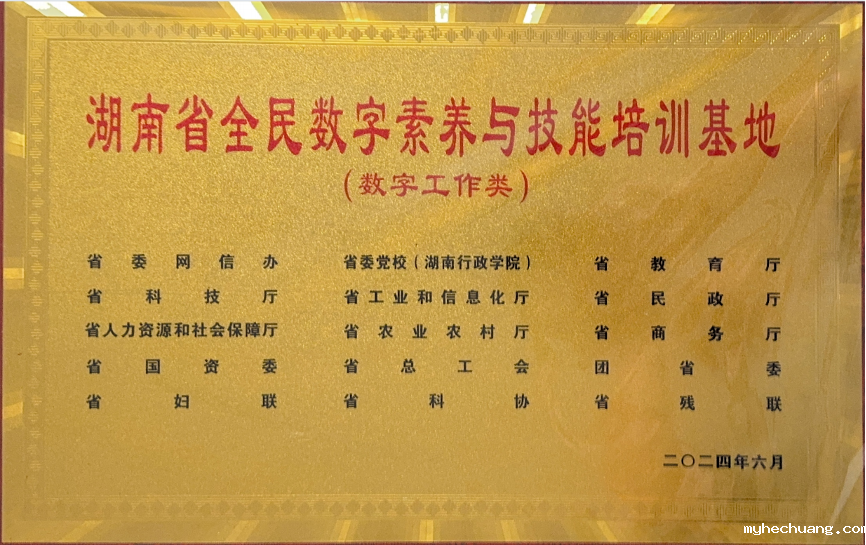 湖南省全民数字素养与技能培训基地
（数字工作类）
省委网信办 省委党校（湖南行政学院） 省教育厅
省科技厅 省工业和信息化厅 省民政厅
省人力资源和社会保障厅 省农业农村厅 省商务厅
省国资委 省总工会 团省委
省妇联 省科协 省残联
二〇二四年六月
myhechuang.com